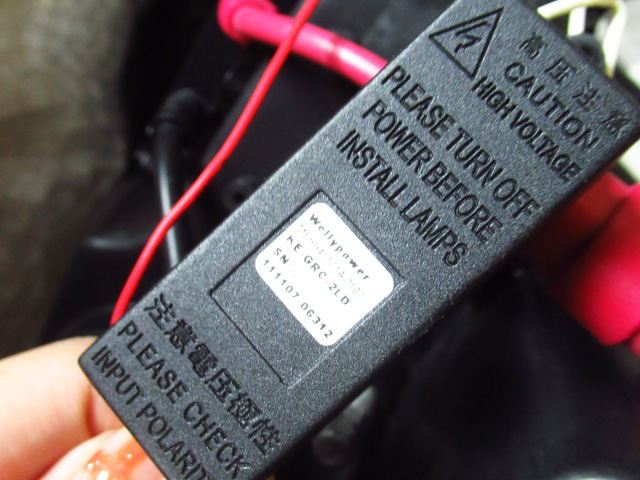 高压注意
CAUTION
HIGH VOLTAGE
PLEASE TURN OFF
POWER BEFORE
INSTALL LAMPS
Wellypower
KE-GRC-2LD
SN
111107-06312
注意電压極性
PLEASE CHECK
INPUT POLARIT